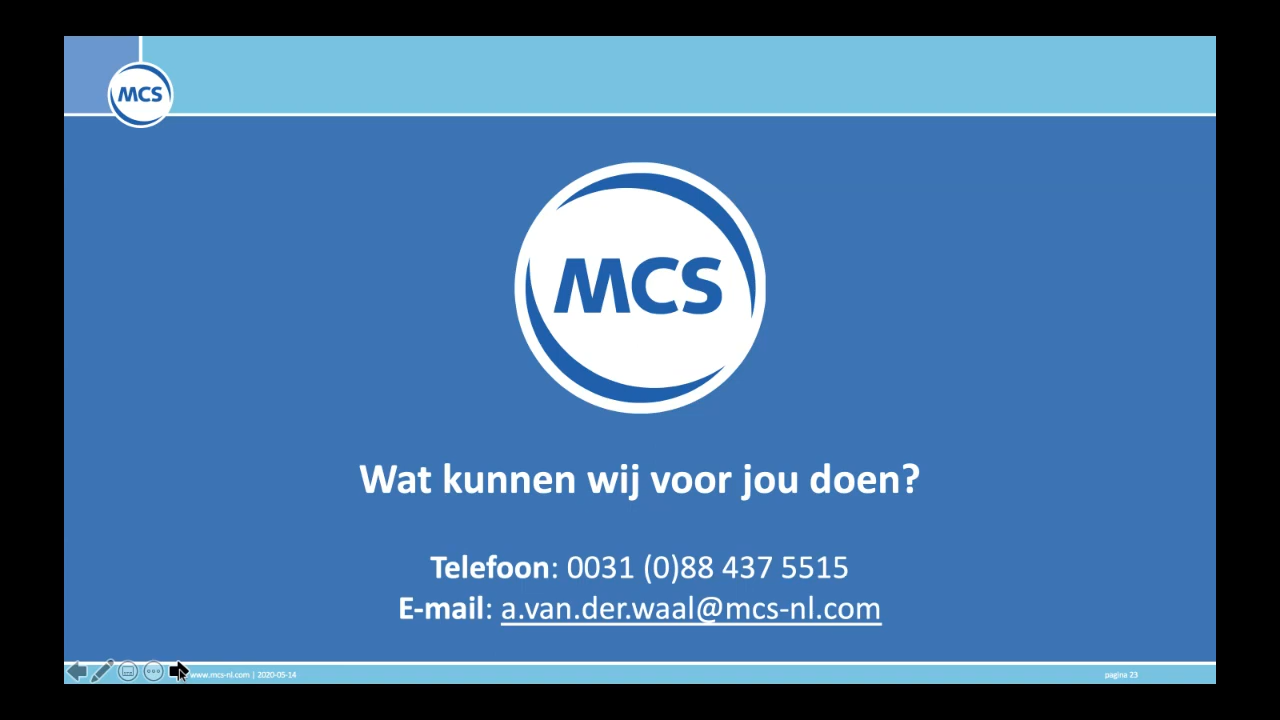 MCS
MCS
Wat kunnen wij voor jou doen?
Telefoon: 0031 (0)88 437 5515
E-mail: a.van.der.waal@mcs-nl.com
www.mcs-nl.com | 2020-05-14
pagina 23